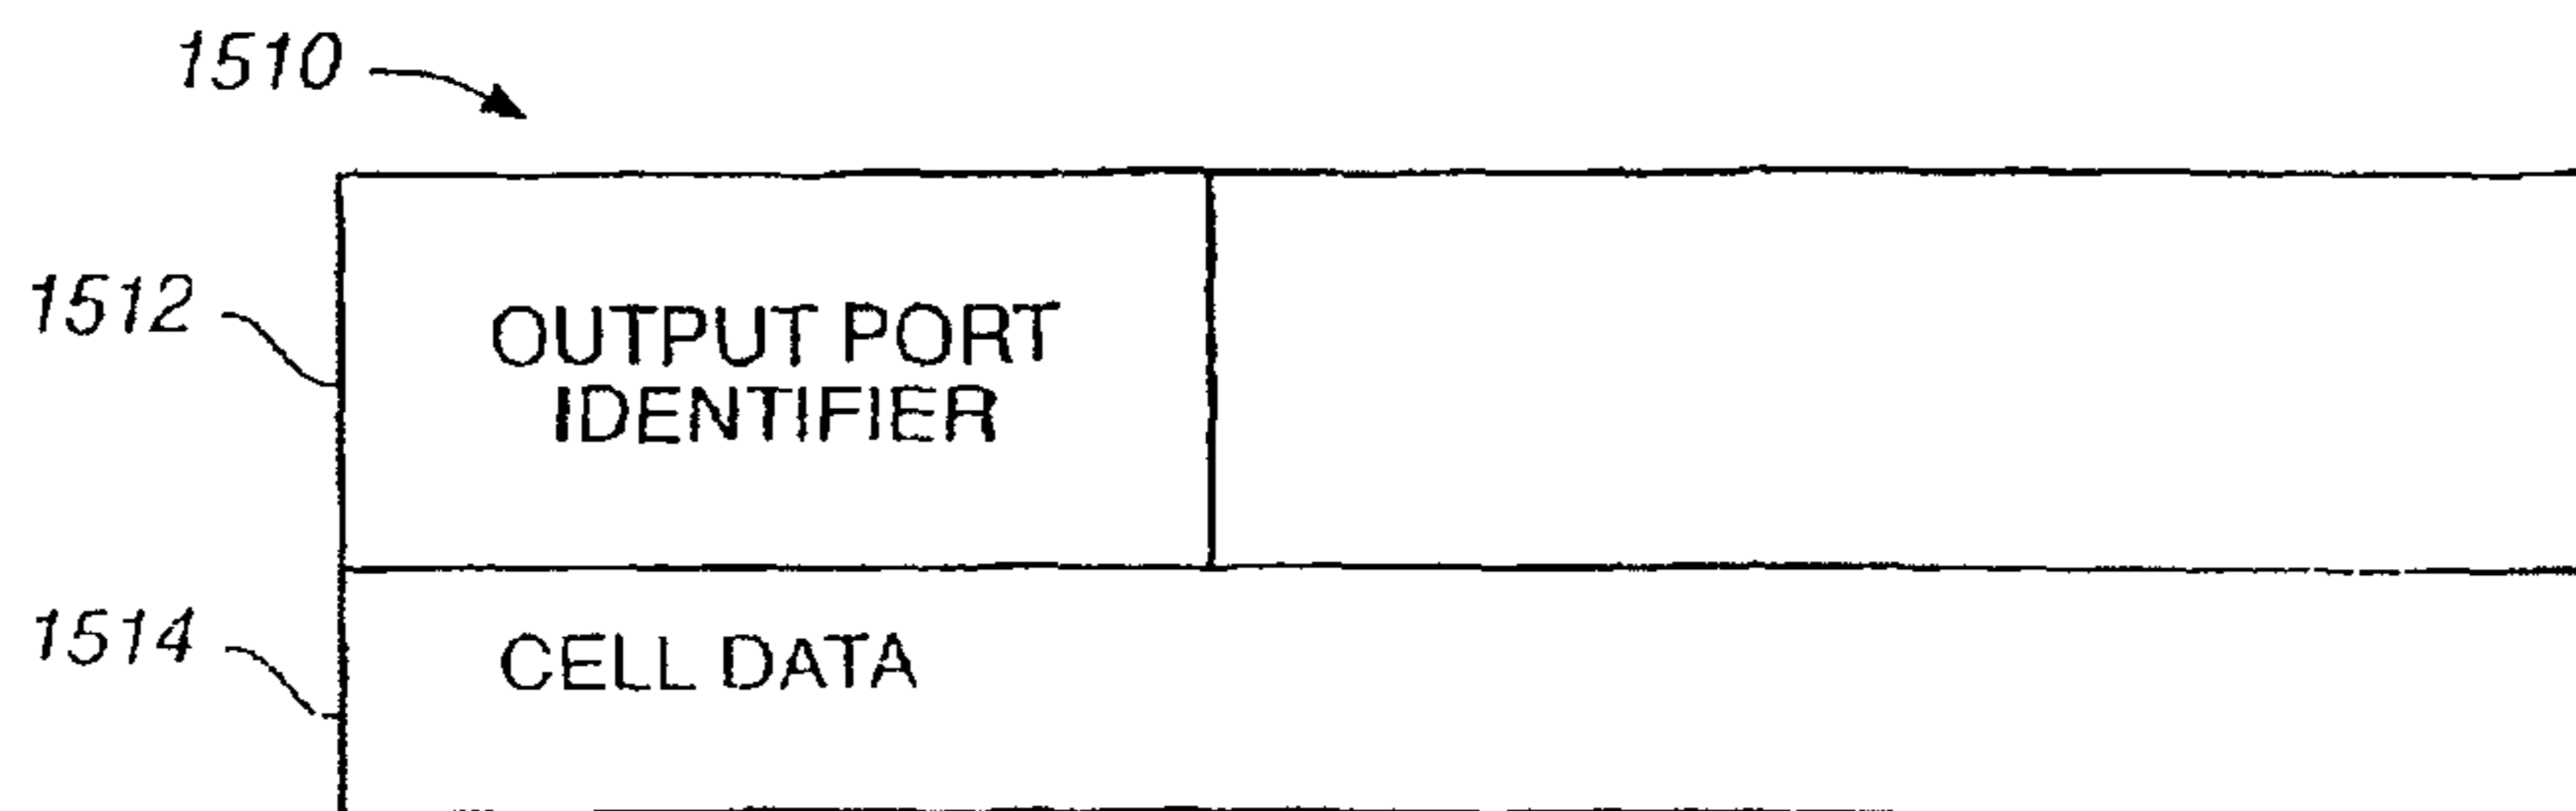 1510
1512
OUTPUT PORT
IDENTIFIER
1514
CELL DATA